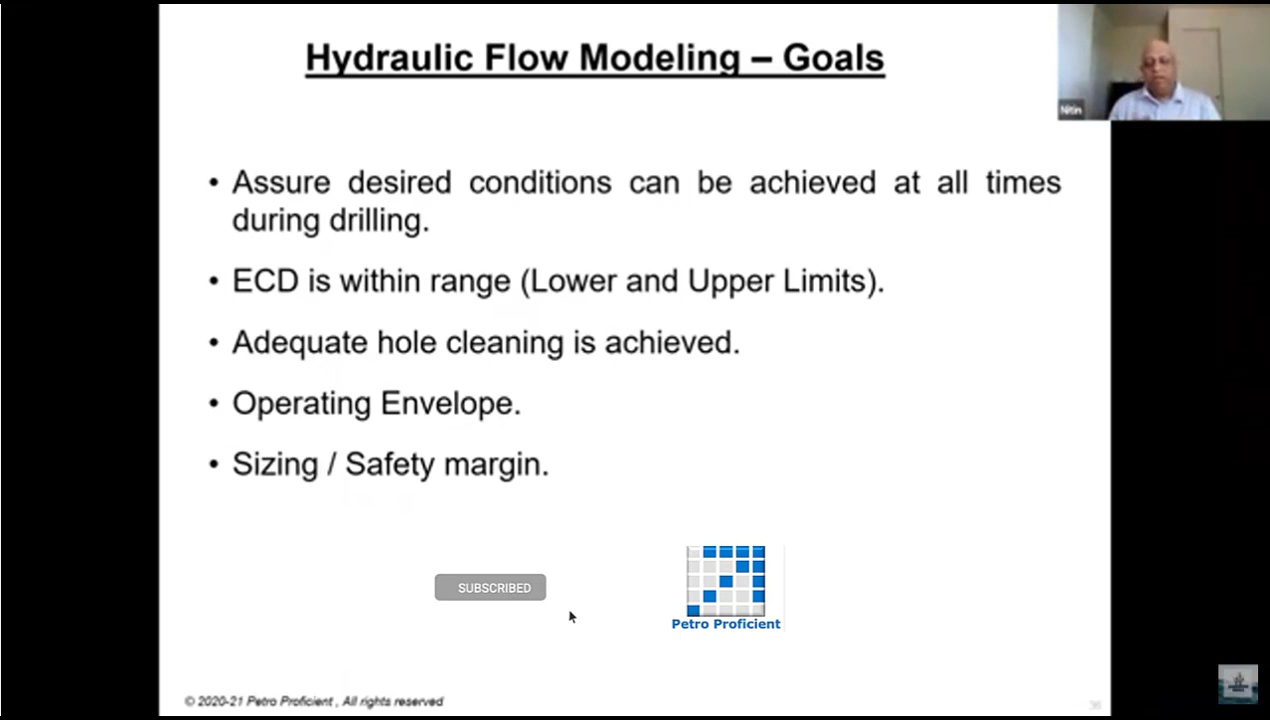 Hydraulic Flow Modeling – Goals
Nitin
• Assure desired conditions can be achieved at all times
during drilling.
• ECD is within range (Lower and Upper Limits).
• Adequate hole cleaning is achieved.
• Operating Envelope.
• Sizing / Safety margin.
SUBSCRIBED
Petro Proficient
© 2020-21 Petro Proficient , All rights reserved
36